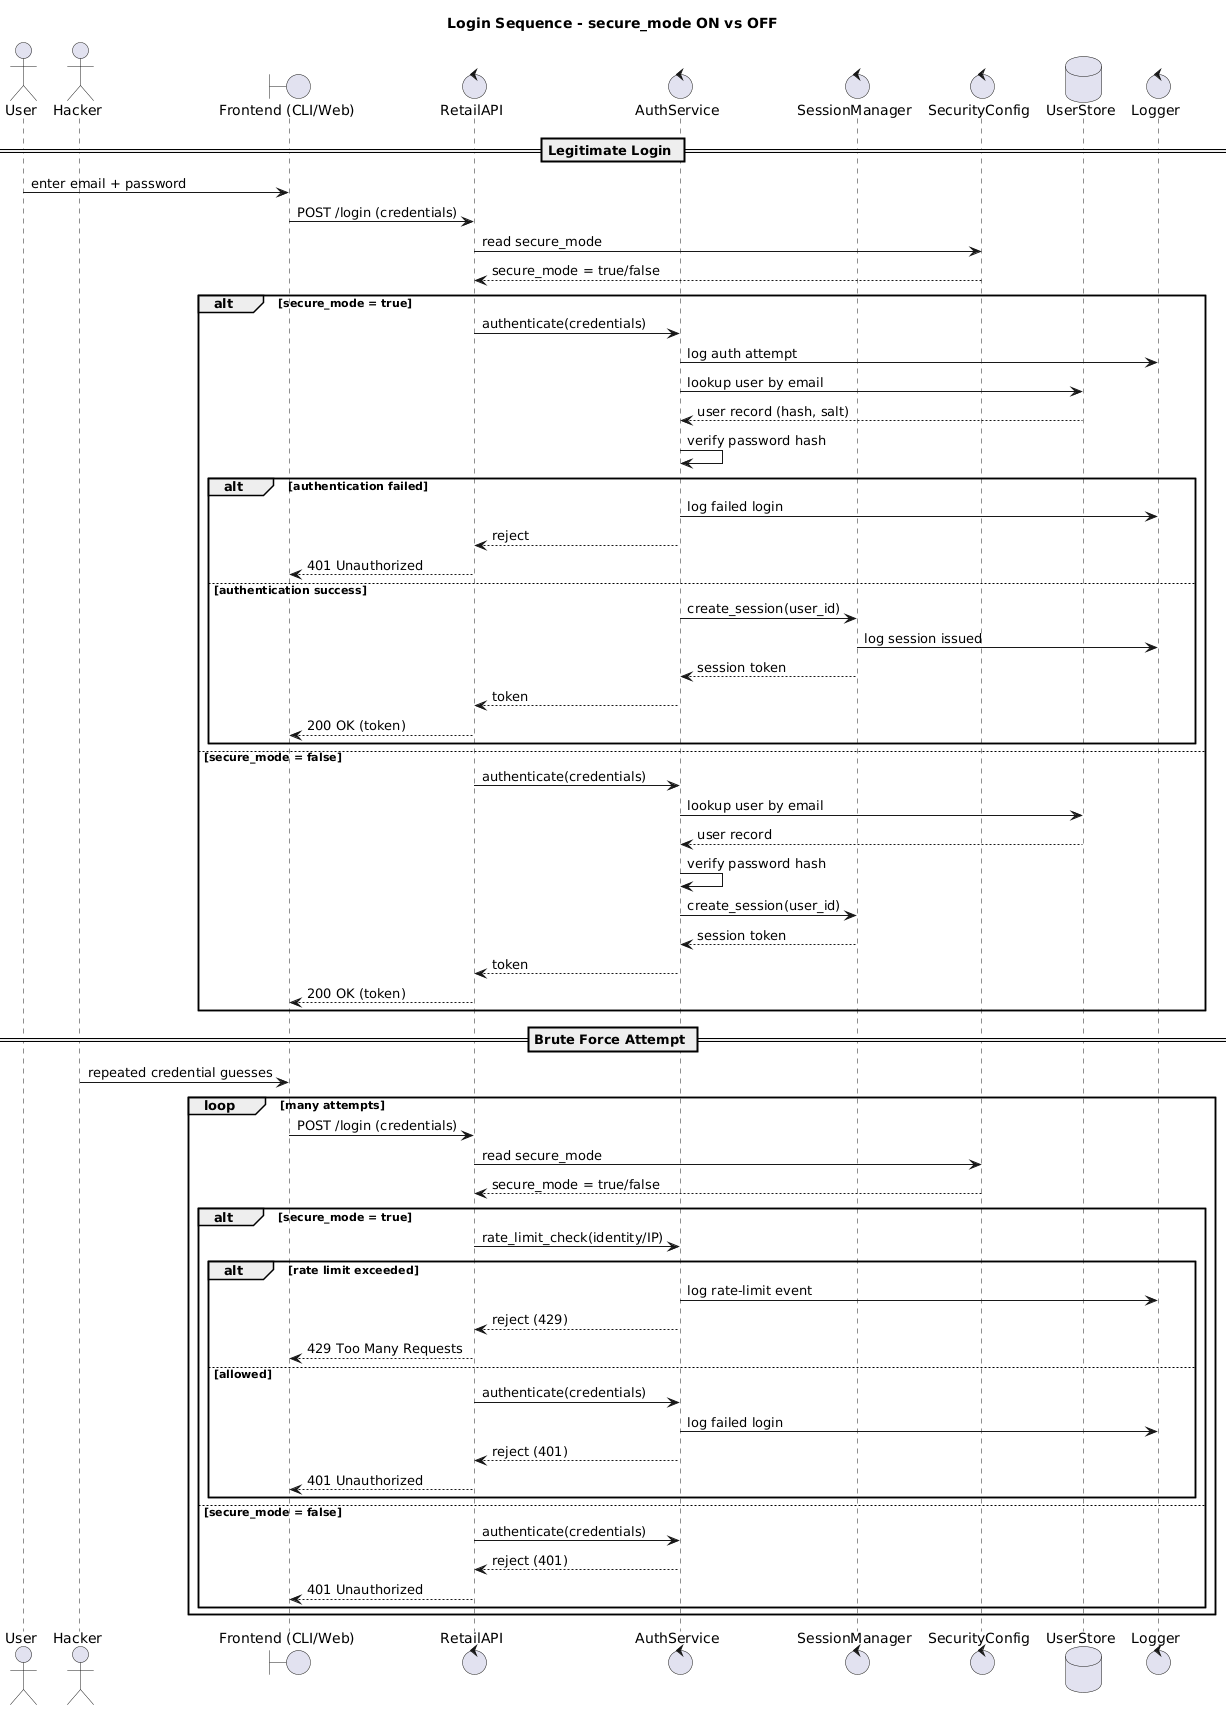 Login Sequence - secure_mode ON vs OFF
User
Hacker
Frontend (CLI/Web)
RetailAPI
AuthService
SessionManager
SecurityConfig
UserStore
Logger
Legitimate Login
enter email + password
POST /login (credentials)
read secure_mode
secure_mode = true/false
alt [secure_mode = true]
authenticate(credentials)
log auth attempt
lookup user by email
user record (hash, salt)
verify password hash
alt [authentication failed]
log failed login
reject
401 Unauthorized
[authentication success]
create_session(user_id)
log session issued
session token
token
200 OK (token)
[secure_mode = false]
authenticate(credentials)
lookup user by email
user record
verify password hash
create_session(user_id)
session token
token
200 OK (token)
Brute Force Attempt
repeated credential guesses
loop [many attempts]
POST /login (credentials)
read secure_mode
secure_mode = true/false
alt [secure_mode = true]
rate_limit_check(identity/IP)
alt [rate limit exceeded]
log rate-limit event
reject (429)
429 Too Many Requests
[allowed]
authenticate(credentials)
log failed login
reject (401)
401 Unauthorized
[secure_mode = false]
authenticate(credentials)
reject (401)
401 Unauthorized
User
Hacker
Frontend (CLI/Web)
RetailAPI
AuthService
SessionManager
SecurityConfig
UserStore
Logger